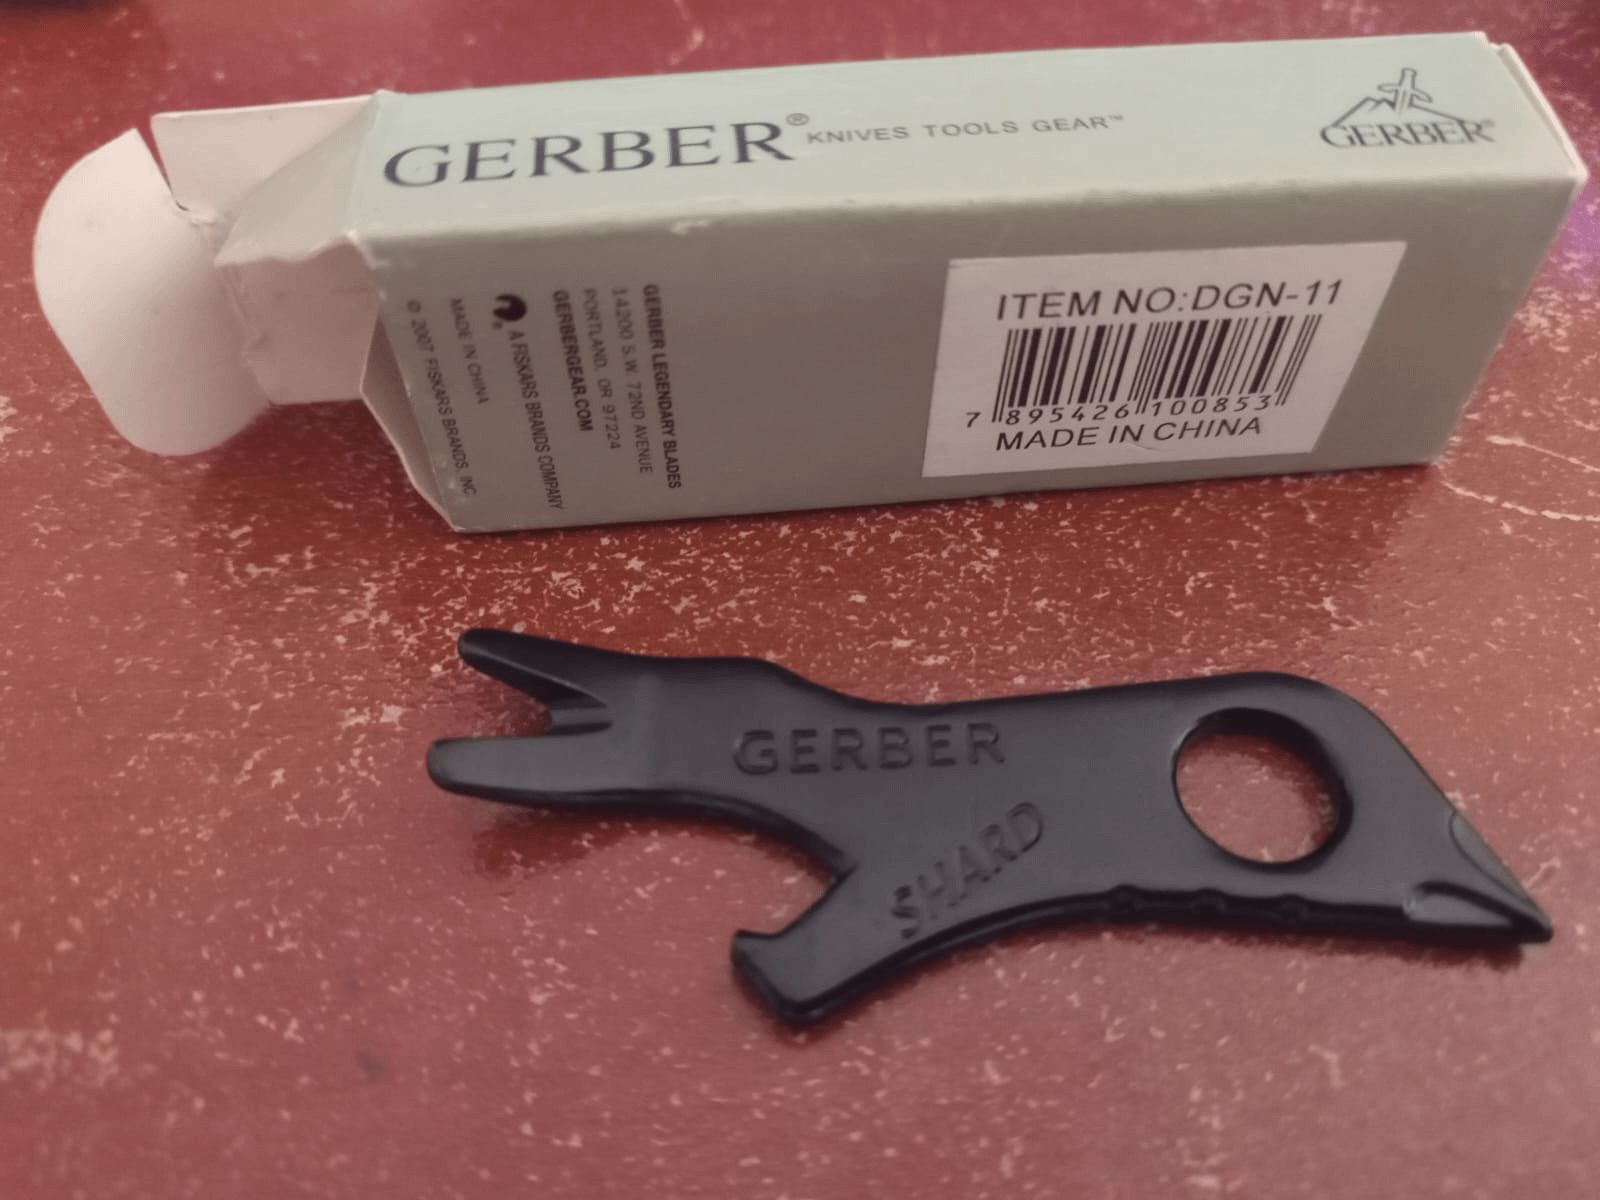 GERBER® KNIVES TOOLS GEAR™
GERBER®
GERBER LEGENDARY BLADES
14200 S.W. 72ND AVENUE
PORTLAND, OR 97224
GERBERGEAR.COM
A FISKARS BRANDS COMPANY
MADE IN CHINA
© 2007 FISKARS BRANDS, INC.
ITEM NO:DGN-11
7 895426 100853
MADE IN CHINA
GERBER
SHARD